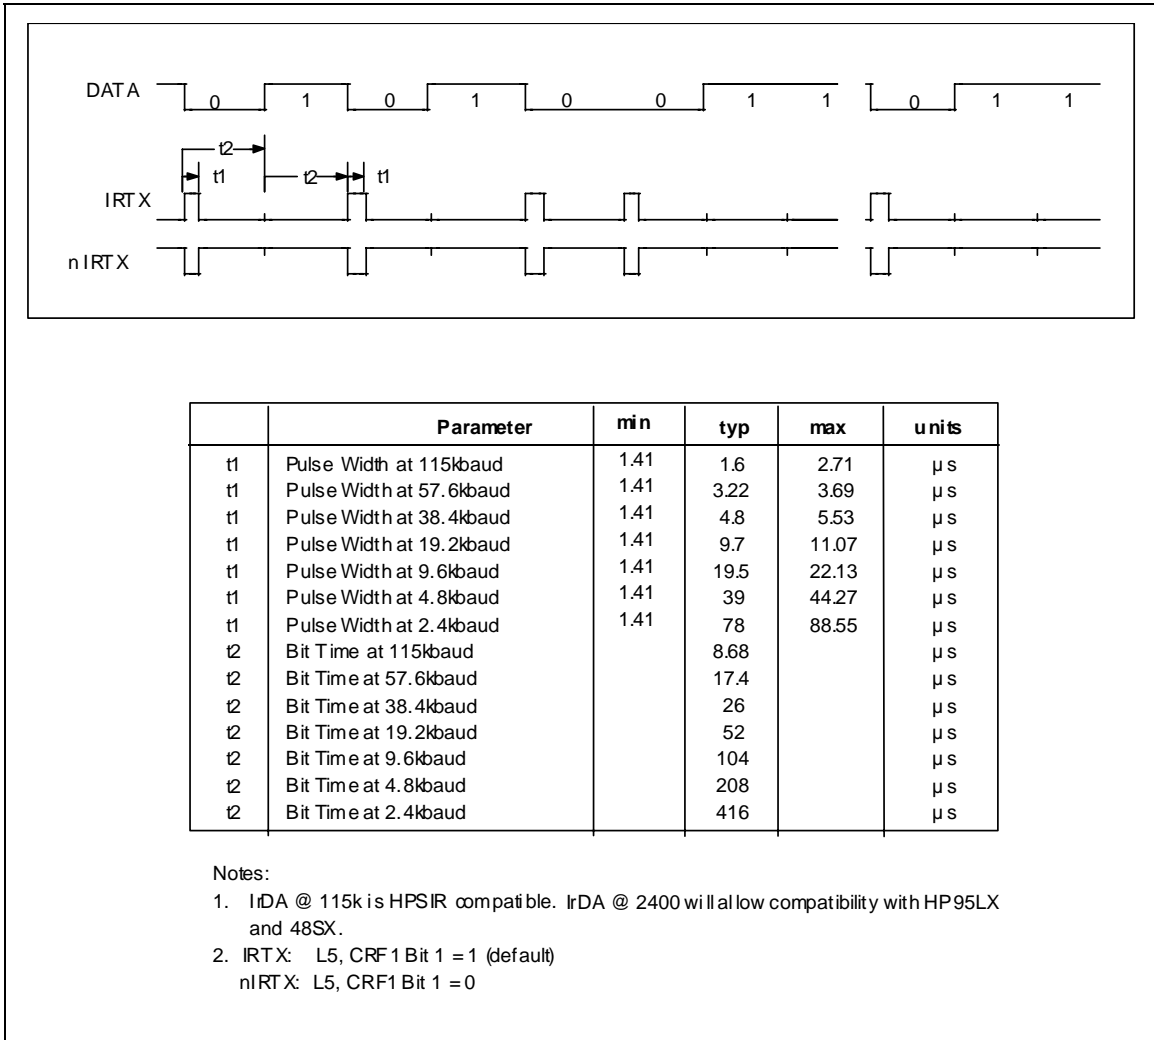 DATA 0 1 0 1 0 0 1 1 0 1 1
t2
t1 t2 t1
IRTX
nIRTX
Parameter min typ max units
t1 Pulse Width at 115kbaud 1.41 1.6 2.71 µs
t1 Pulse Width at 57.6kbaud 1.41 3.22 3.69 µs
t1 Pulse Width at 38.4kbaud 1.41 4.8 5.53 µs
t1 Pulse Width at 19.2kbaud 1.41 9.7 11.07 µs
t1 Pulse Width at 9.6kbaud 1.41 19.5 22.13 µs
t1 Pulse Width at 4.8kbaud 1.41 39 44.27 µs
t1 Pulse Width at 2.4kbaud 1.41 78 88.55 µs
t2 Bit Time at 115kbaud 8.68 µs
t2 Bit Time at 57.6kbaud 17.4 µs
t2 Bit Time at 38.4kbaud 26 µs
t2 Bit Time at 19.2kbaud 52 µs
t2 Bit Time at 9.6kbaud 104 µs
t2 Bit Time at 4.8kbaud 208 µs
t2 Bit Time at 2.4kbaud 416 µs
Notes:
1. IrDA @ 115k is HPSIR compatible. IrDA @ 2400 will allow compatibility with HP95LX
and 48SX.
2. IRTX: L5, CRF1 Bit 1 = 1 (default)
nIRTX: L5, CRF1 Bit 1 = 0